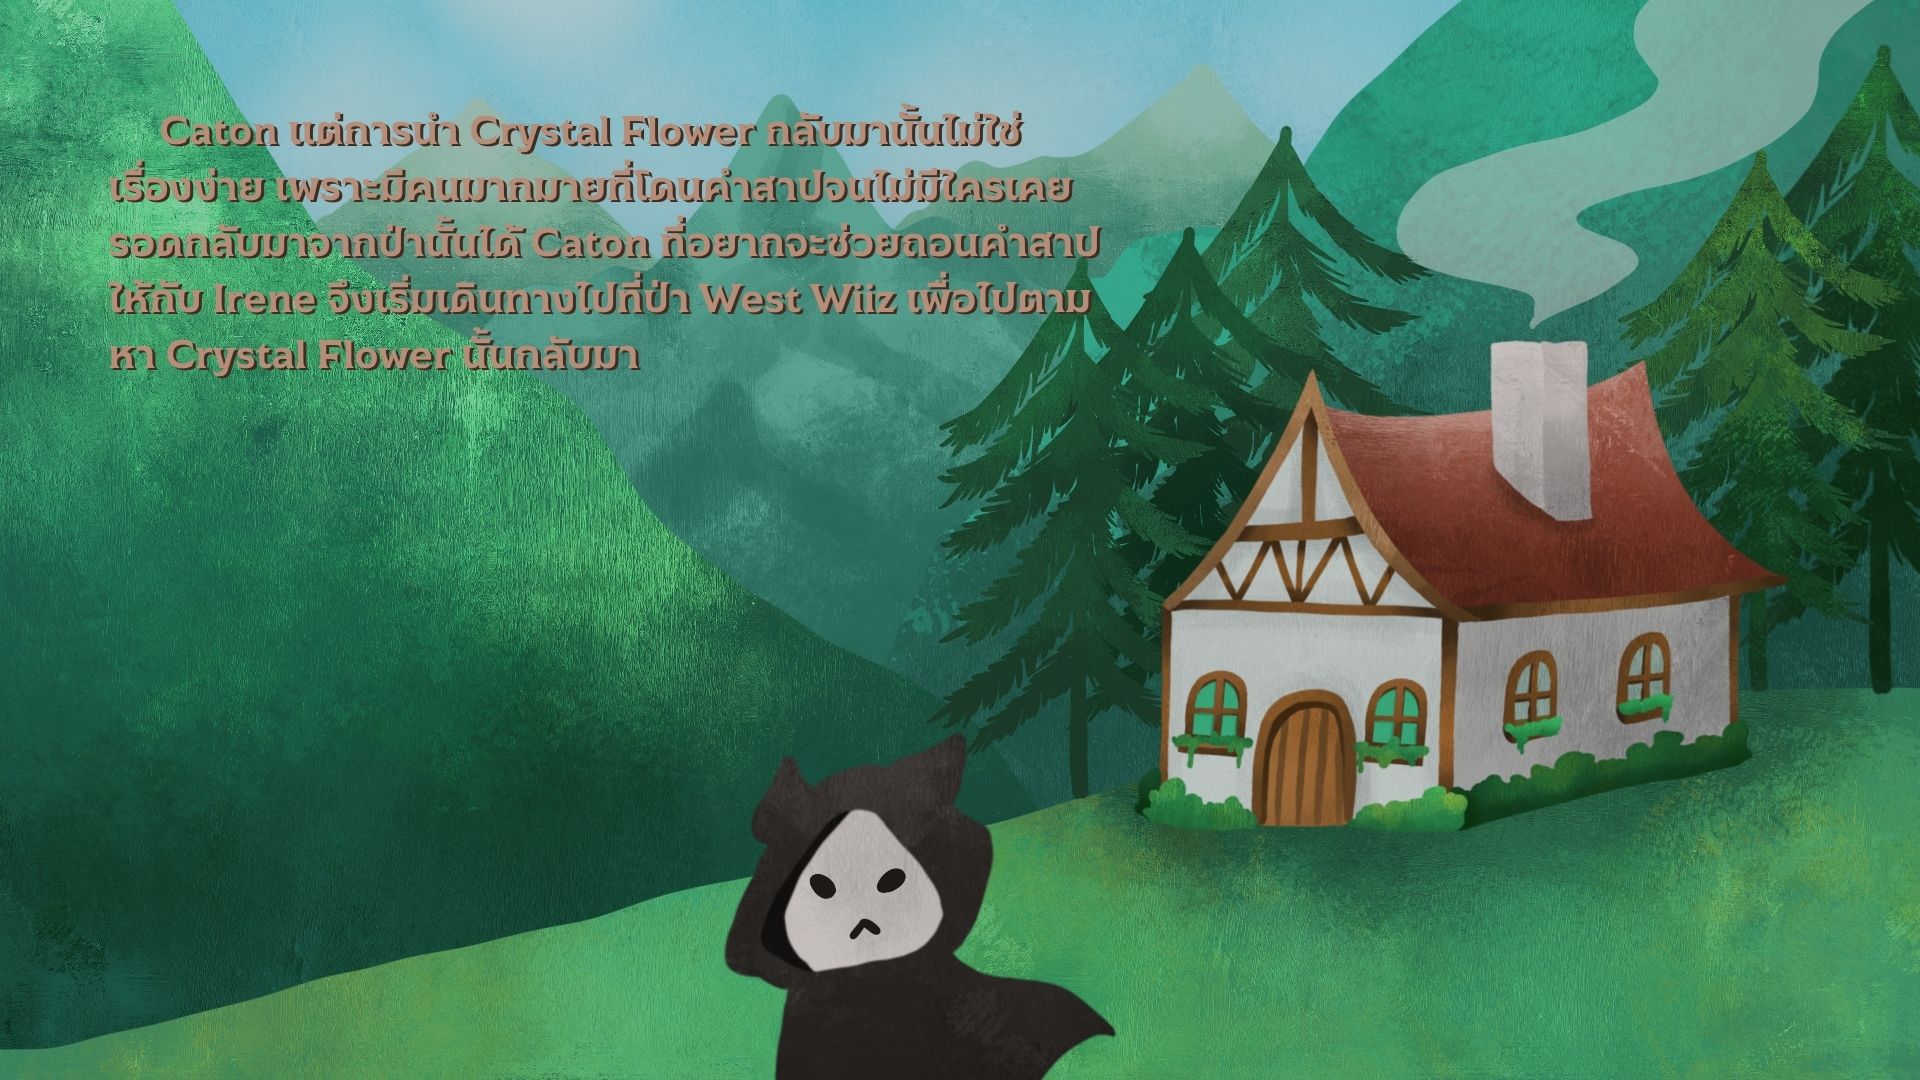 Caton แต่การนำ Crystal Flower กลับมานั้นไม่ใช่
เรื่องง่าย เพราะมีคนมากมายที่โดนคำสาปจนไม่มีใครเคย
รอดกลับมาจากป่านั้นได้ Caton ที่อยากจะช่วยถอนคำสาป
ให้กับ Irene จึงเริ่มเดินทางไปที่ป่า West Wiiz เพื่อไปตาม
หา Crystal Flower นั้นกลับมา